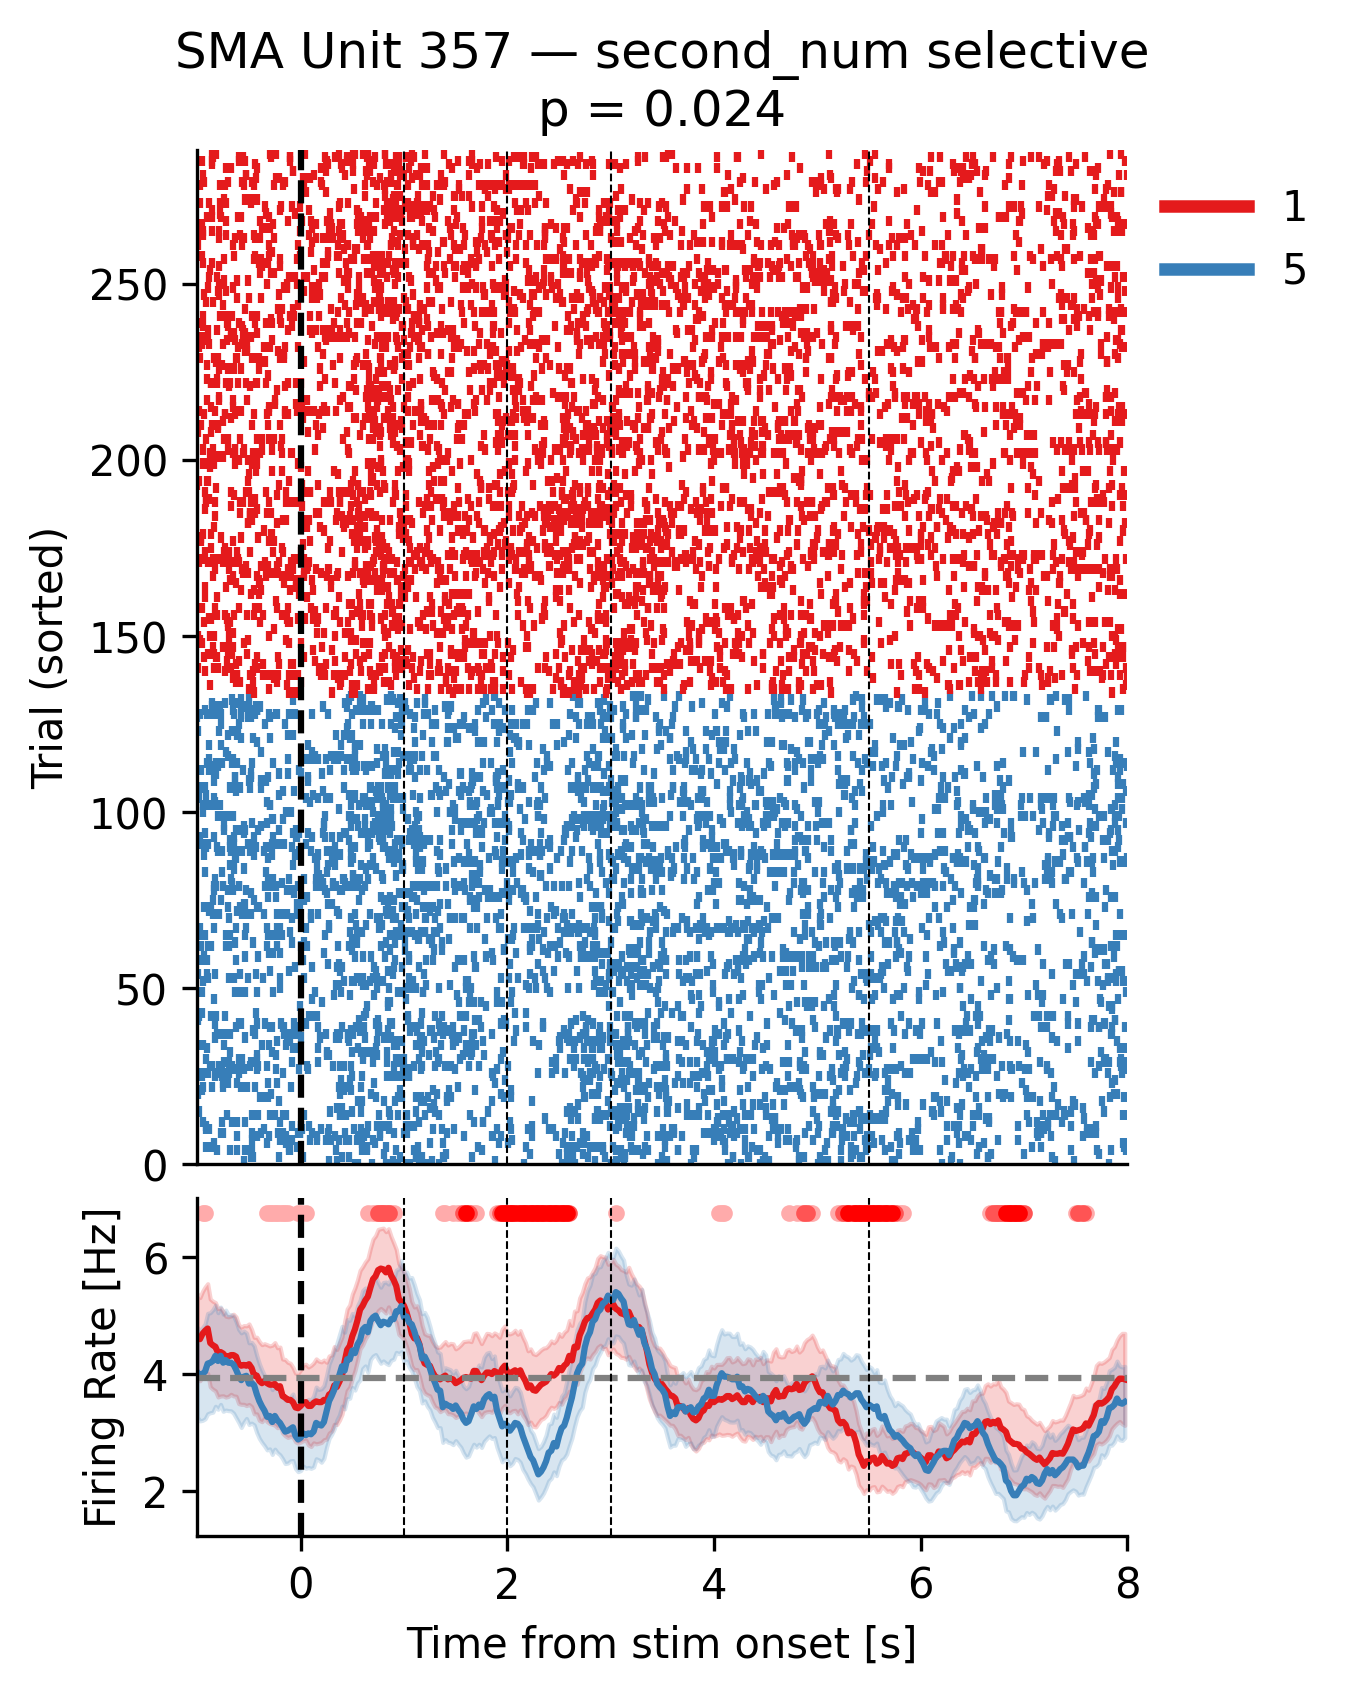 SMA Unit 357 — second_num selective
p = 0.024
1
5
250
200
150
100
50
0
Trial (sorted)
6
4
2
Firing Rate [Hz]
0 2 4 6 8
Time from stim onset [s]